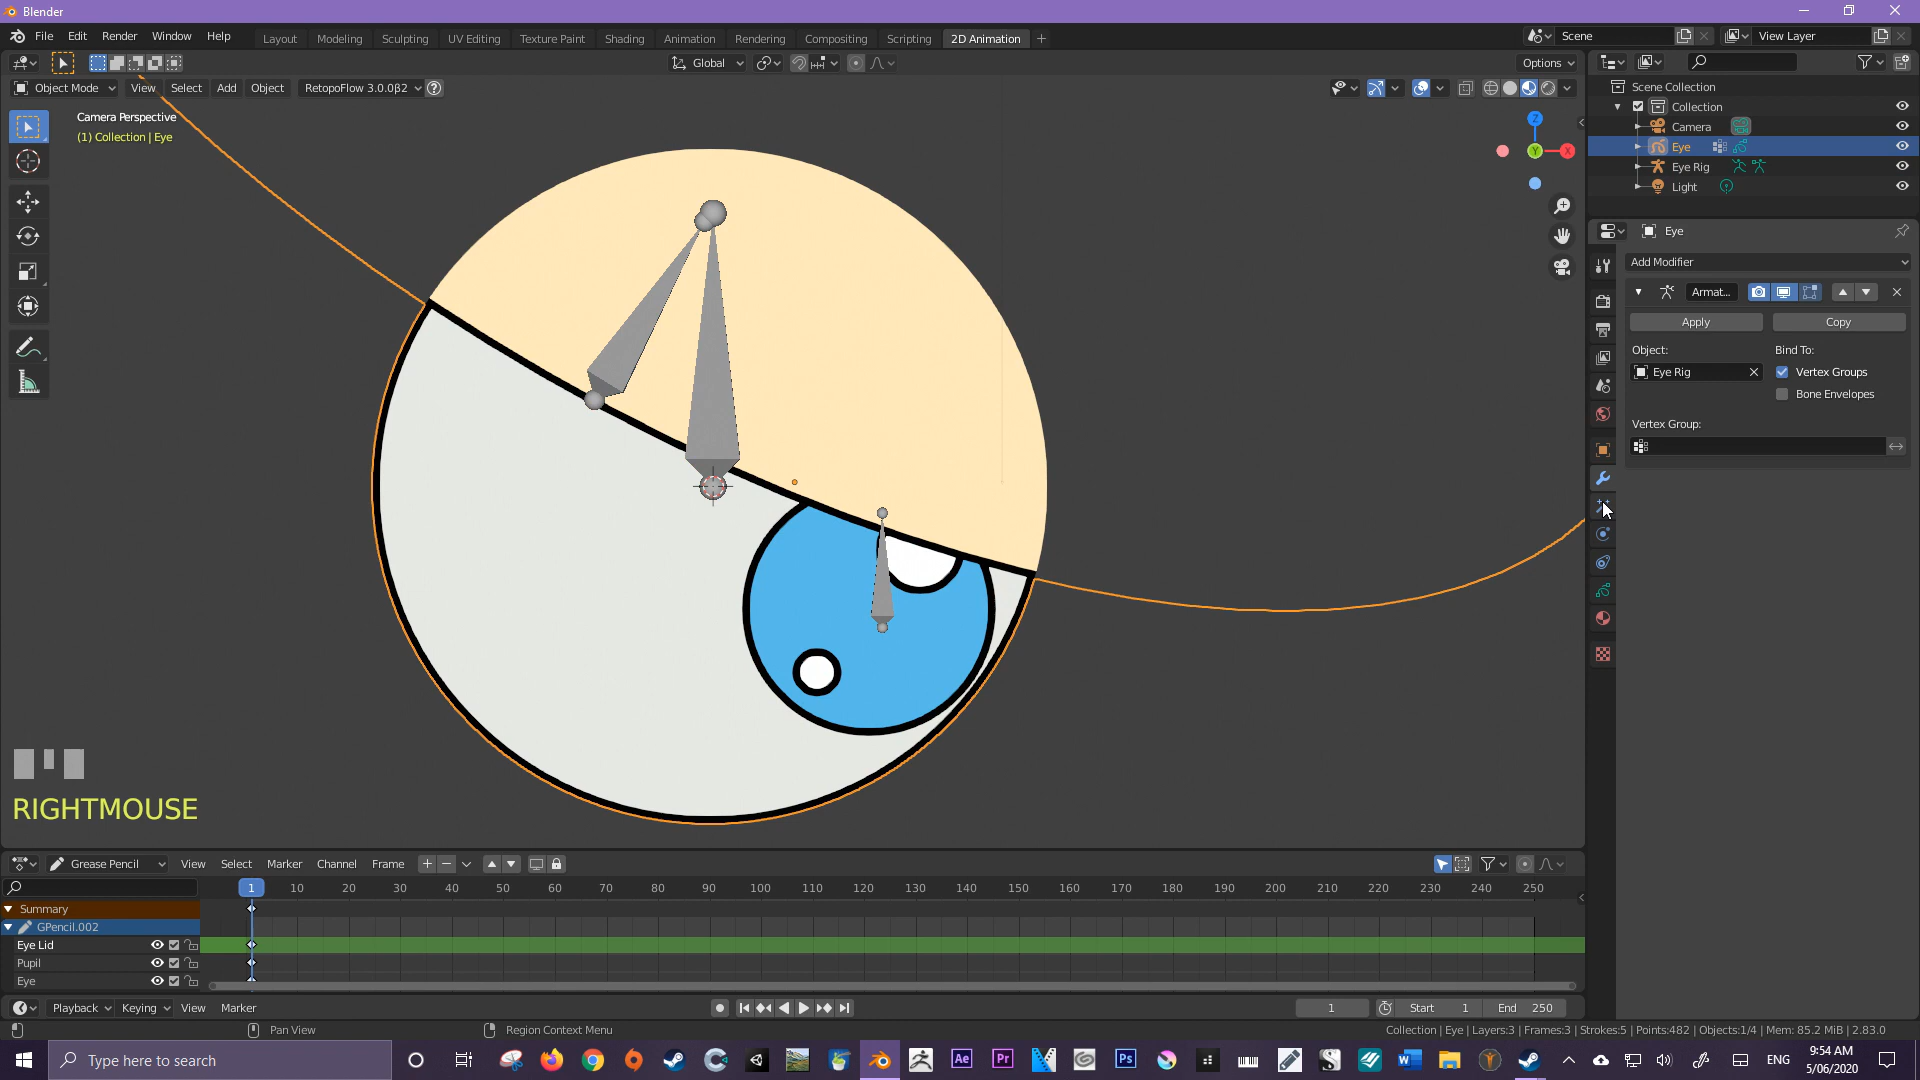 Blender
File Edit Render Window Help
Layout Modeling Sculpting UV Editing Texture Paint Shading Animation Rendering Compositing Scripting 2D Animation +
Scene
View Layer
Global
Options
Object Mode View Select Add Object RetopoFlow 3.0.0β2 ?
Camera Perspective
(1) Collection | Eye
Z
Y
X
Scene Collection
Collection
Camera
Eye
Eye Rig
Light
Eye
Add Modifier
Armat...
Apply Copy
Object: Bind To:
Eye Rig Vertex Groups
Bone Envelopes
Vertex Group:
RIGHTMOUSE
Grease Pencil View Select Marker Channel Frame
1 10 20 30 40 50 60 70 80 90 100 110 120 130 140 150 160 170 180 190 200 210 220 230 240 250
Summary
GPencil.002
Eye Lid
Pupil
Eye
Playback Keying View Marker
1 Start 1 End 250
Pan View
Region Context Menu
Collection | Eye | Layers:3 | Frames:3 | Strokes:5 | Points:482 | Objects:1/4 | Mem: 85.2 MiB | 2.83.0
Type here to search
Ae Pr Ps
ENG
9:54 AM
5/06/2020